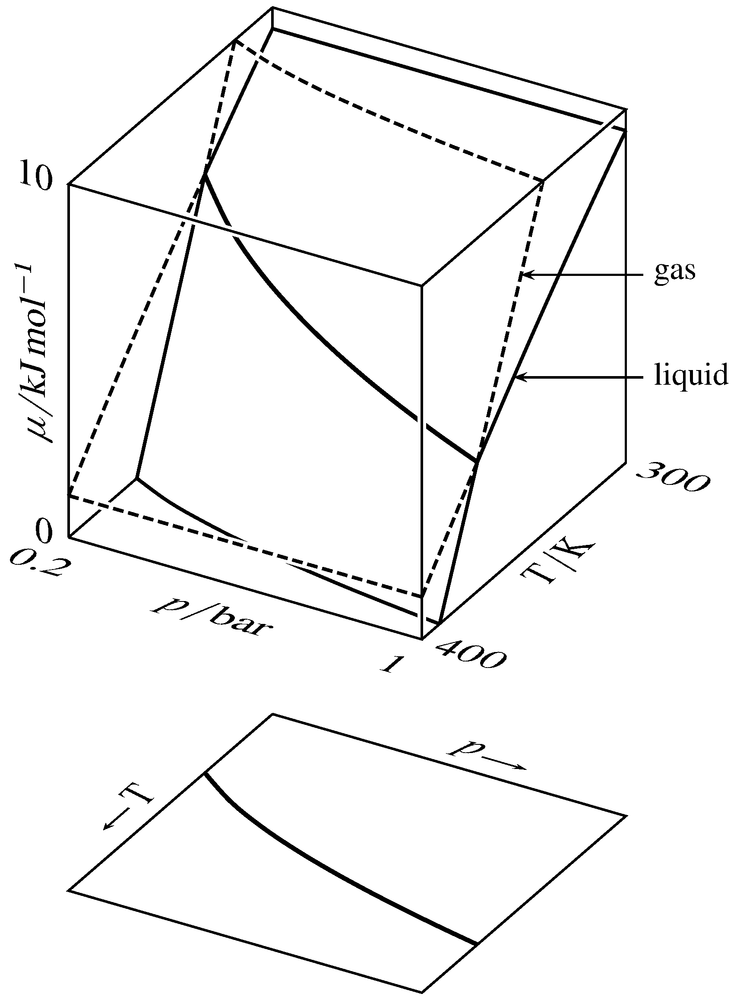 10
μ/kJ mol−1
gas
liquid
300
0
0.2
T/K
p/bar
400
1
p
T